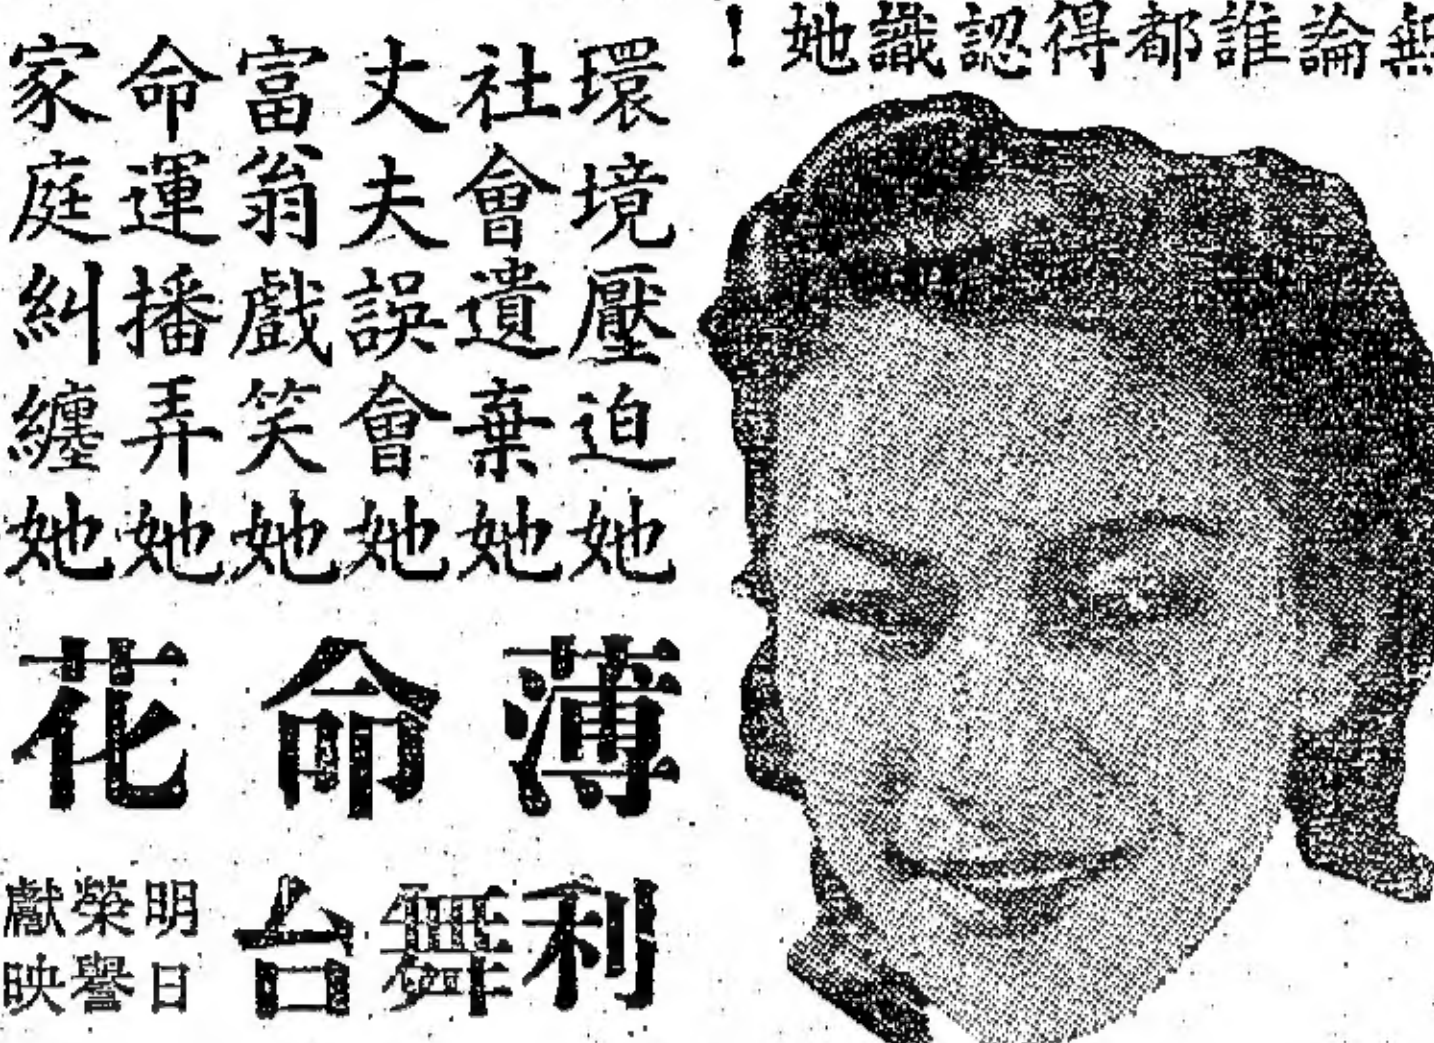 無論誰都得認識她！
環境壓迫她
社會遺棄她
丈夫誤會她
富翁戲笑她
命運播弄她
家庭糾纏她
薄命花
利舞台
明日
榮譽
獻映